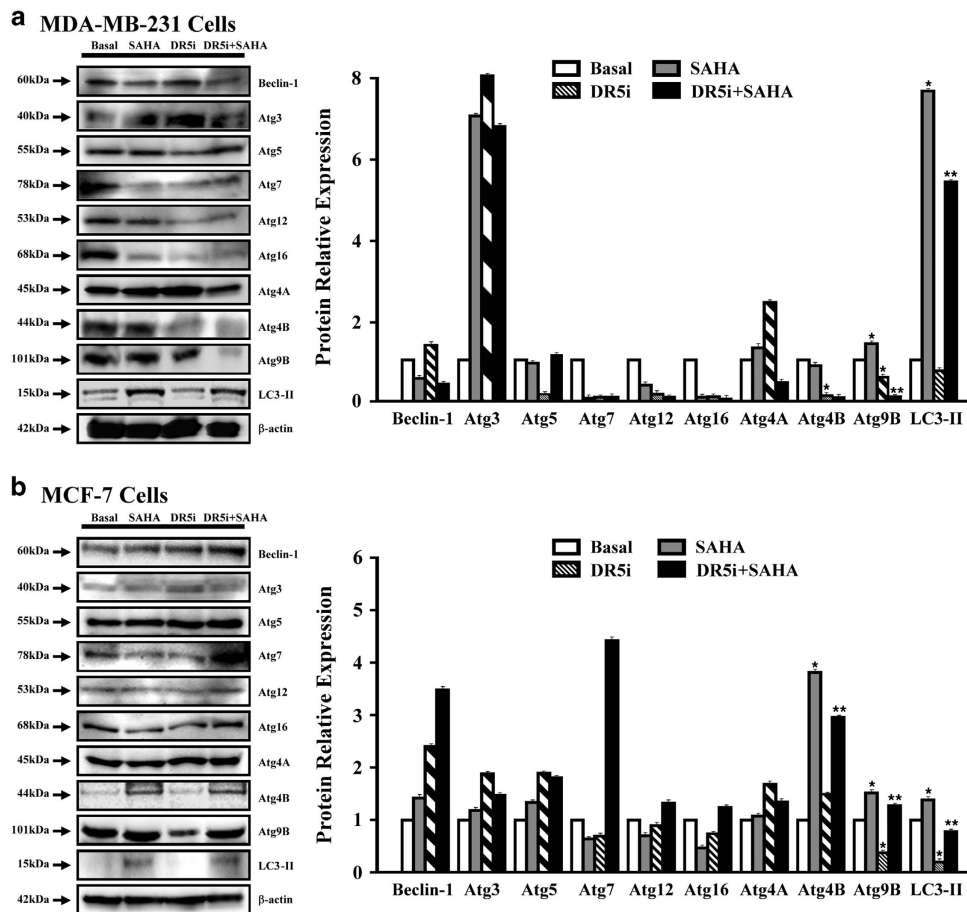 a MDA-MB-231 Cells
Basal SAHA DR5i DR5i+SAHA
60kDa Beclin-1
40kDa Atg3
55kDa Atg5
78kDa Atg7
53kDa Atg12
68kDa Atg16
45kDa Atg4A
44kDa Atg4B
101kDa Atg9B
15kDa LC3-II
42kDa β-actin
Protein Relative Expression
8
6
4
2
0
Basal SAHA
DR5i DR5i+SAHA
* ** * * * ** * **
Beclin-1 Atg3 Atg5 Atg7 Atg12 Atg16 Atg4A Atg4B Atg9B LC3-II
b MCF-7 Cells
Basal SAHA DR5i DR5i+SAHA
60kDa Beclin-1
40kDa Atg3
55kDa Atg5
78kDa Atg7
53kDa Atg12
68kDa Atg16
45kDa Atg4A
44kDa Atg4B
101kDa Atg9B
15kDa LC3-II
42kDa β-actin
Protein Relative Expression
6
5
4
3
2
1
0
Basal SAHA
DR5i DR5i+SAHA
* ** * * ** * * **
Beclin-1 Atg3 Atg5 Atg7 Atg12 Atg16 Atg4A Atg4B Atg9B LC3-II